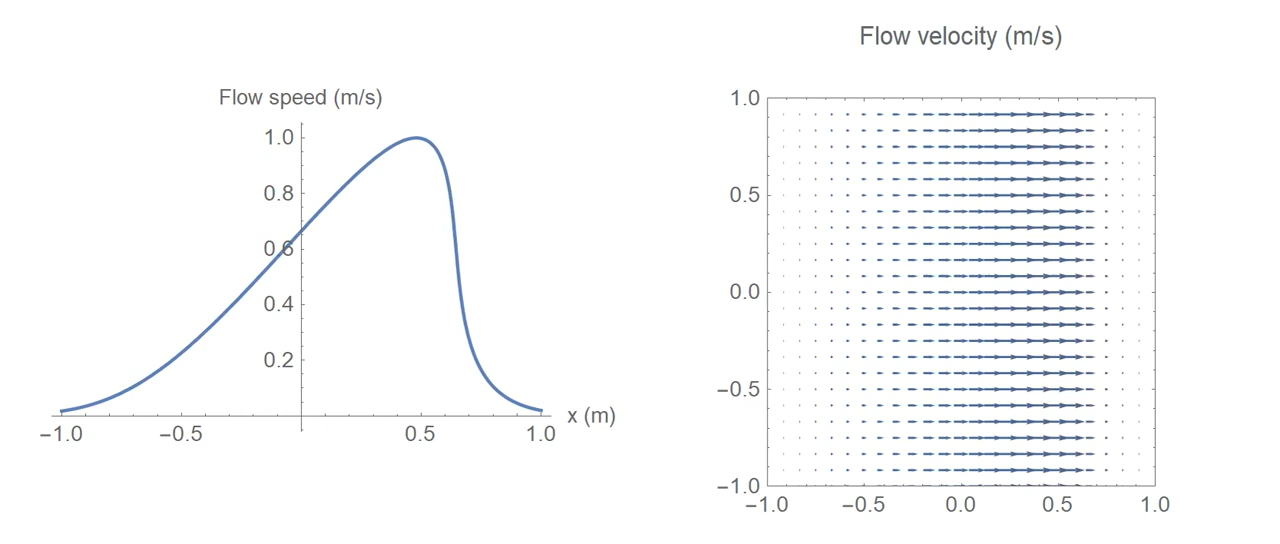 Flow speed (m/s)
1.0
0.8
0.6
0.4
0.2
−1.0 −0.5 0.5 1.0 x (m)
Flow velocity (m/s)
1.0
0.5
0.0
−0.5
−1.0
−1.0 −0.5 0.0 0.5 1.0